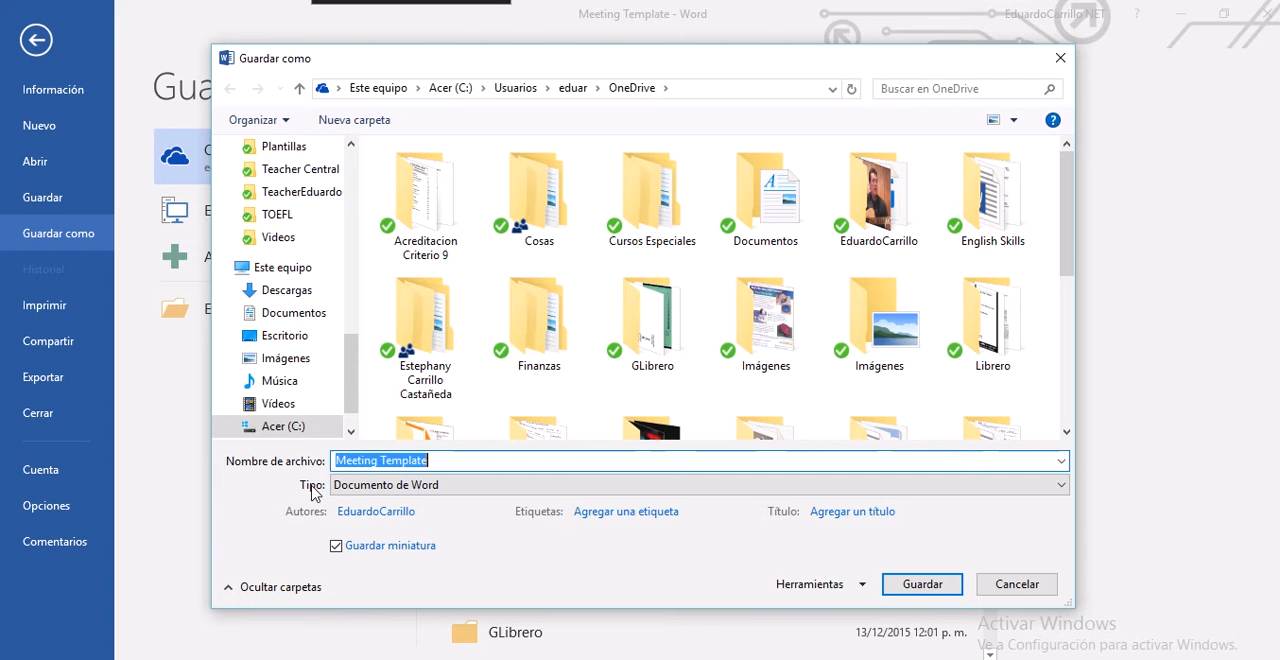 Meeting Template - Word
EduardoCarrillo NET
?
Información
Nuevo
Abrir
Guardar
Guardar como
Historial
Imprimir
Compartir
Exportar
Cerrar
Cuenta
Opciones
Comentarios
Guardar como
Este equipo > Acer (C:) > Usuarios > eduar > OneDrive >
Buscar en OneDrive
Organizar
Nueva carpeta
?
Plantillas
Teacher Central
TeacherEduardo
TOEFL
Videos
Este equipo
Descargas
Documentos
Escritorio
Imágenes
Música
Vídeos
Acer (C:)
Acreditacion
Criterio 9
Cosas
Cursos Especiales
Documentos
EduardoCarrillo
English Skills
Estephany
Carrillo
Castañeda
Finanzas
GLibrero
Imágenes
Imágenes
Librero
Nombre de archivo: Meeting Template
Tipo: Documento de Word
Autores: EduardoCarrillo
Etiquetas: Agregar una etiqueta
Título: Agregar un título
Guardar miniatura
Ocultar carpetas
Herramientas
Guardar
Cancelar
GLibrero
13/12/2015 12:01 p. m.
Activar Windows
Ve a Configuración para activar Windows.